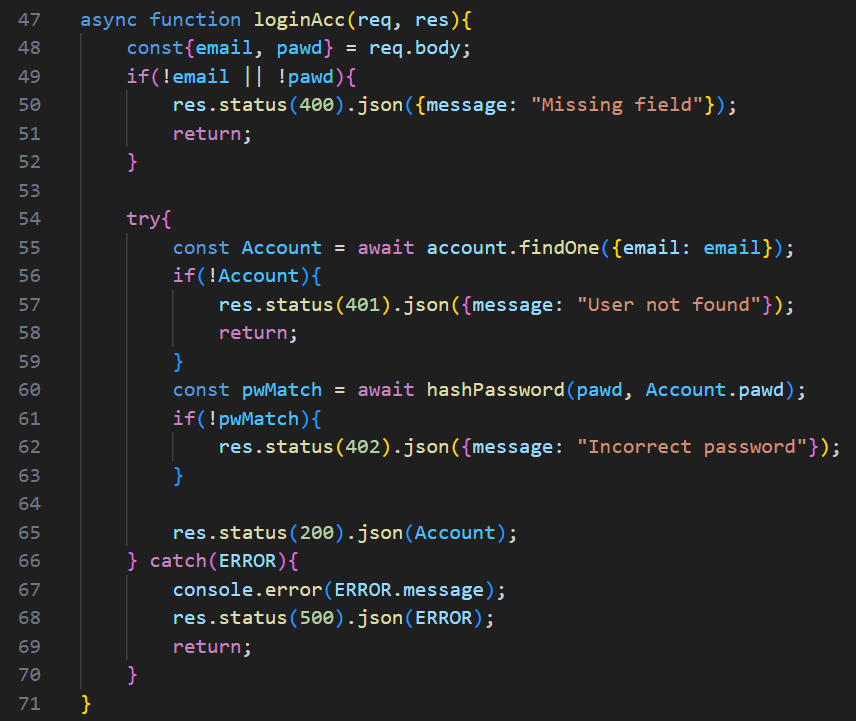 47 async function loginAcc(req, res){
48     const{email, pawd} = req.body;
49     if(!email || !pawd){
50         res.status(400).json({message: "Missing field"});
51         return;
52     }
53
54     try{
55         const Account = await account.findOne({email: email});
56         if(!Account){
57             res.status(401).json({message: "User not found"});
58             return;
59         }
60         const pwMatch = await hashPassword(pawd, Account.pawd);
61         if(!pwMatch){
62             res.status(402).json({message: "Incorrect password"});
63         }
64
65         res.status(200).json(Account);
66     } catch(ERROR){
67         console.error(ERROR.message);
68         res.status(500).json(ERROR);
69         return;
70     }
71 }